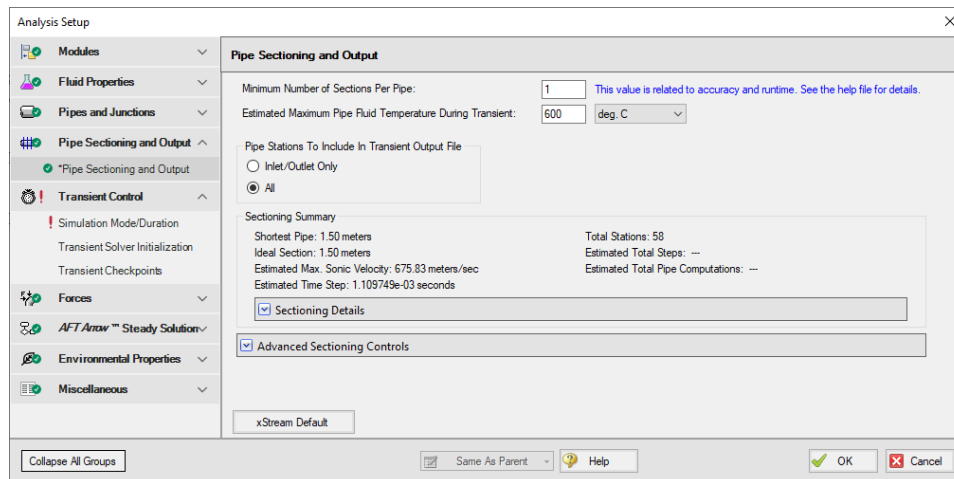 Analysis Setup
Modules
Fluid Properties
Pipes and Junctions
Pipe Sectioning and Output
*Pipe Sectioning and Output
Transient Control
Simulation Mode/Duration
Transient Solver Initialization
Transient Checkpoints
Forces
AFT Arrow ™ Steady Solution
Environmental Properties
Miscellaneous
Collapse All Groups
Pipe Sectioning and Output
Minimum Number of Sections Per Pipe: 1 This value is related to accuracy and runtime. See the help file for details.
Estimated Maximum Pipe Fluid Temperature During Transient: 600 deg. C
Pipe Stations To Include In Transient Output File
Inlet/Outlet Only
All
Sectioning Summary
Shortest Pipe: 1.50 meters
Ideal Section: 1.50 meters
Estimated Max. Sonic Velocity: 675.83 meters/sec
Estimated Time Step: 1.109749e-03 seconds
Total Stations: 58
Estimated Total Steps: ---
Estimated Total Pipe Computations: ---
Sectioning Details
Advanced Sectioning Controls
xStream Default
Same As Parent
Help
OK
Cancel